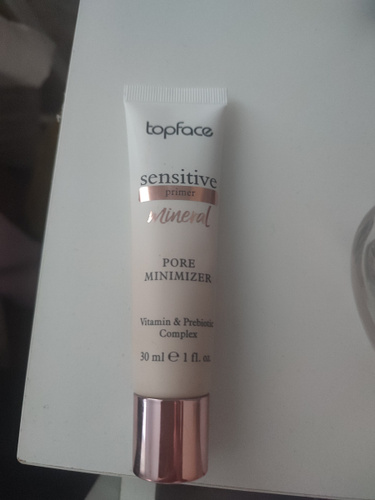 topface
sensitive
primer
mineral
PORE
MINIMIZER
Vitamin & Prebiotic
Complex
30 ml ℮ 1 fl. oz